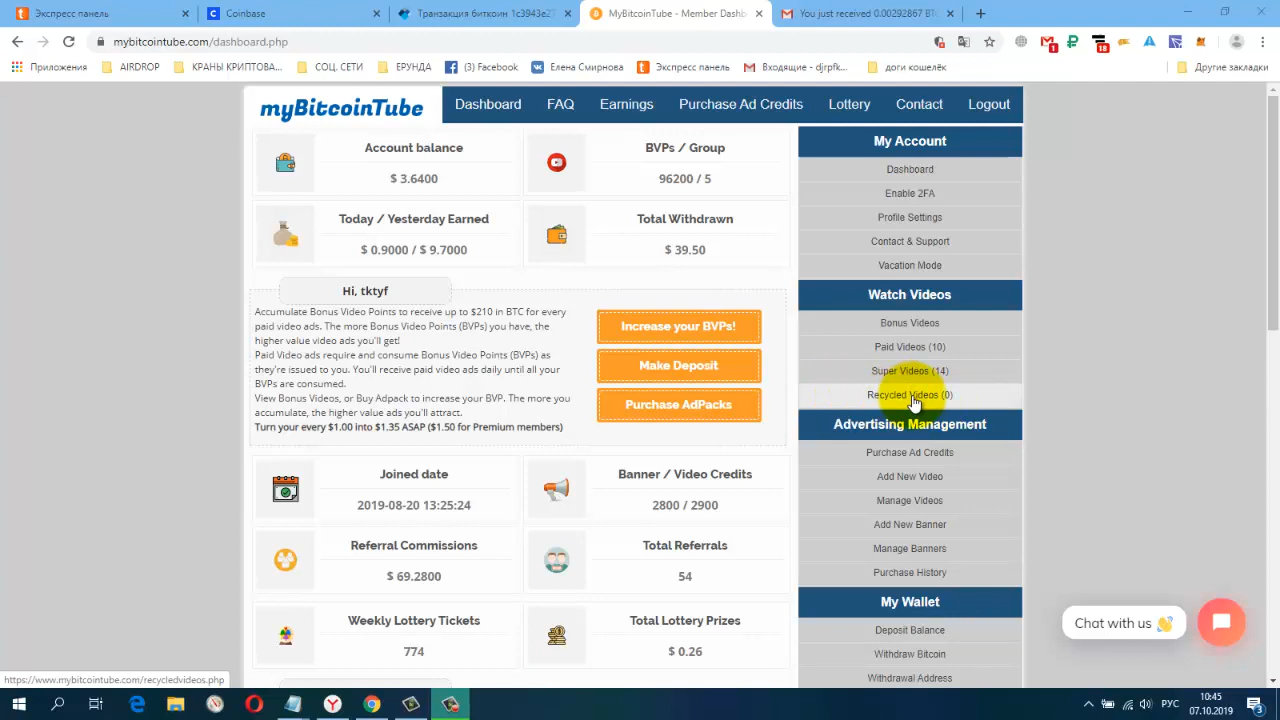 Экспресс панель
Coinbase
Транзакция биткоин 1c3943e2
MyBitcoinTube - Member Dashb
You just received 0.00292867 BTC
mybitcointube.com/dashboard.php
1
18
Приложения
AIRDROP
КРАНЫ КРИПТОВА...
СОЦ. СЕТИ
ЕРУНДА
(3) Facebook
Елена Смирнова
Экспресс панель
Входящие - djrpfk...
доги кошелёк
Другие закладки
myBitcoinTube
Dashboard
FAQ
Earnings
Purchase Ad Credits
Lottery
Contact
Logout
Account balance
$ 3.6400
BVPs / Group
96200 / 5
Today / Yesterday Earned
$ 0.9000 / $ 9.7000
Total Withdrawn
$ 39.50
Hi, tktyf
Accumulate Bonus Video Points to receive up to $210 in BTC for every
paid video ads. The more Bonus Video Points (BVPs) you have, the
higher value video ads you'll get!
Paid Video ads require and consume Bonus Video Points (BVPs) as
they're issued to you. You'll receive paid video ads daily until all your
BVPs are consumed.
View Bonus Videos, or Buy Adpack to increase your BVP. The more you
accumulate, the higher value ads you'll attract.
Turn your every $1.00 into $1.35 ASAP ($1.50 for Premium members)
Increase your BVPs!
Make Deposit
Purchase AdPacks
Joined date
2019-08-20 13:25:24
Banner / Video Credits
2800 / 2900
Referral Commissions
$ 69.2800
Total Referrals
54
Weekly Lottery Tickets
774
Total Lottery Prizes
$ 0.26
My Account
Dashboard
Enable 2FA
Profile Settings
Contact & Support
Vacation Mode
Watch Videos
Bonus Videos
Paid Videos (10)
Super Videos (14)
Recycled Videos (0)
Advertising Management
Purchase Ad Credits
Add New Video
Manage Videos
Add New Banner
Manage Banners
Purchase History
My Wallet
Deposit Balance
Withdraw Bitcoin
Withdrawal Address
Chat with us 👋
https://www.mybitcointube.com/recycledvideos.php
РУС
10:45
07.10.2019
3